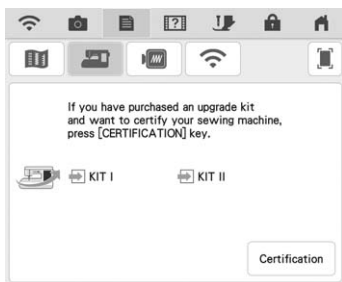 If you have purchased an upgrade kit
and want to certify your sewing machine,
press [CERTIFICATION] key.
KIT I
KIT II
Certification